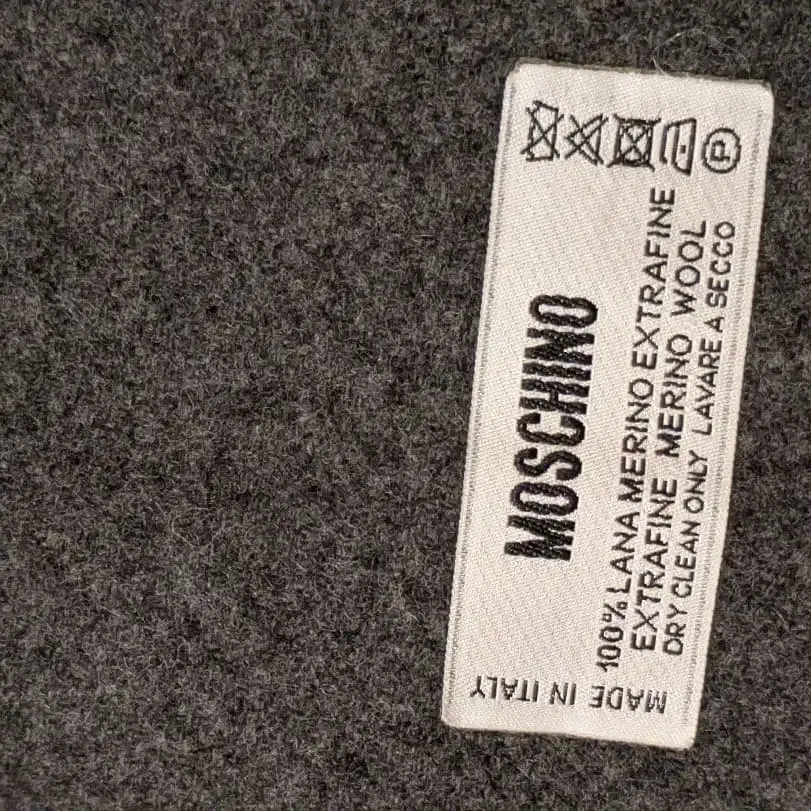 MOSCHINO
100% LANA MERINO EXTRAFINE
EXTRAFINE MERINO WOOL
DRY CLEAN ONLY LAVARE A SECCO
MADE IN ITALY
P